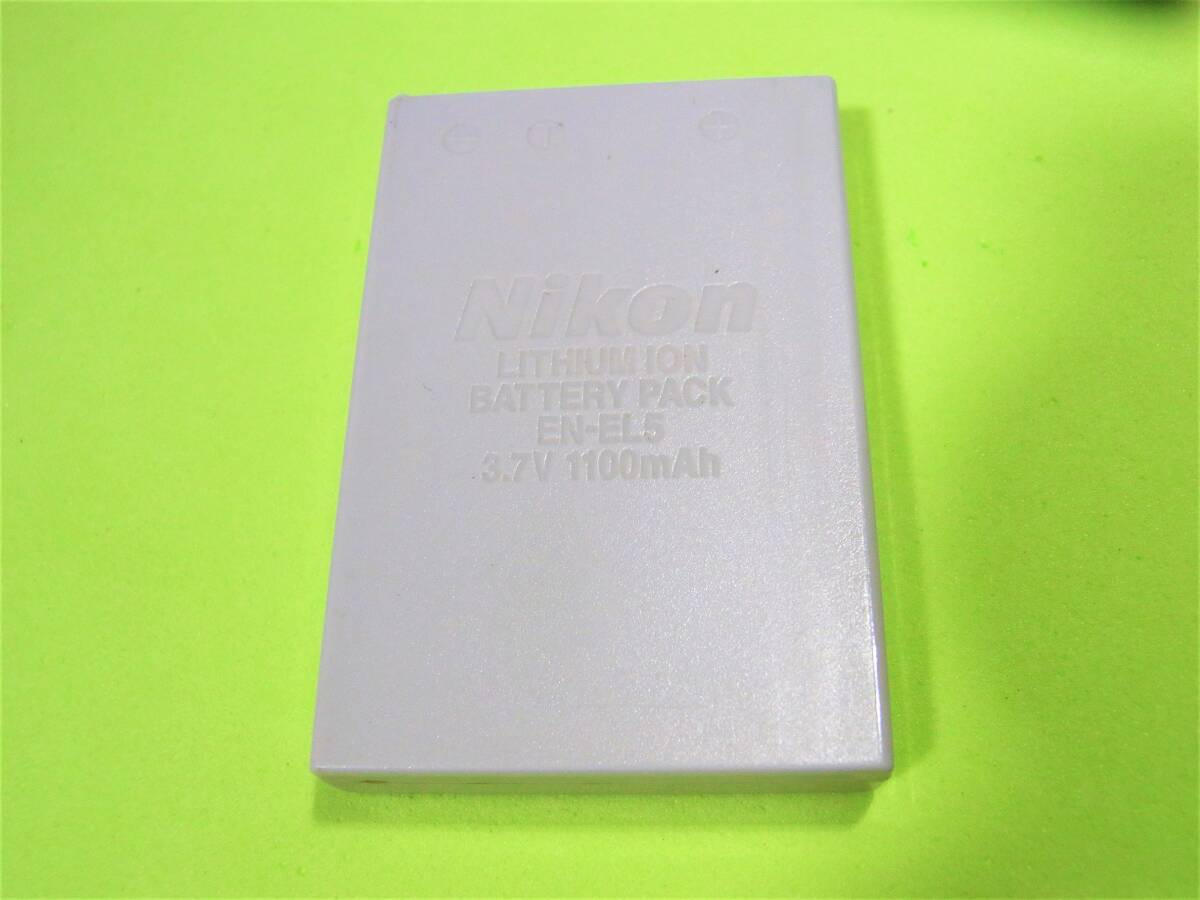 - T +
Nikon
LITHIUM ION
BATTERY PACK
EN-EL5
3.7V 1100mAh